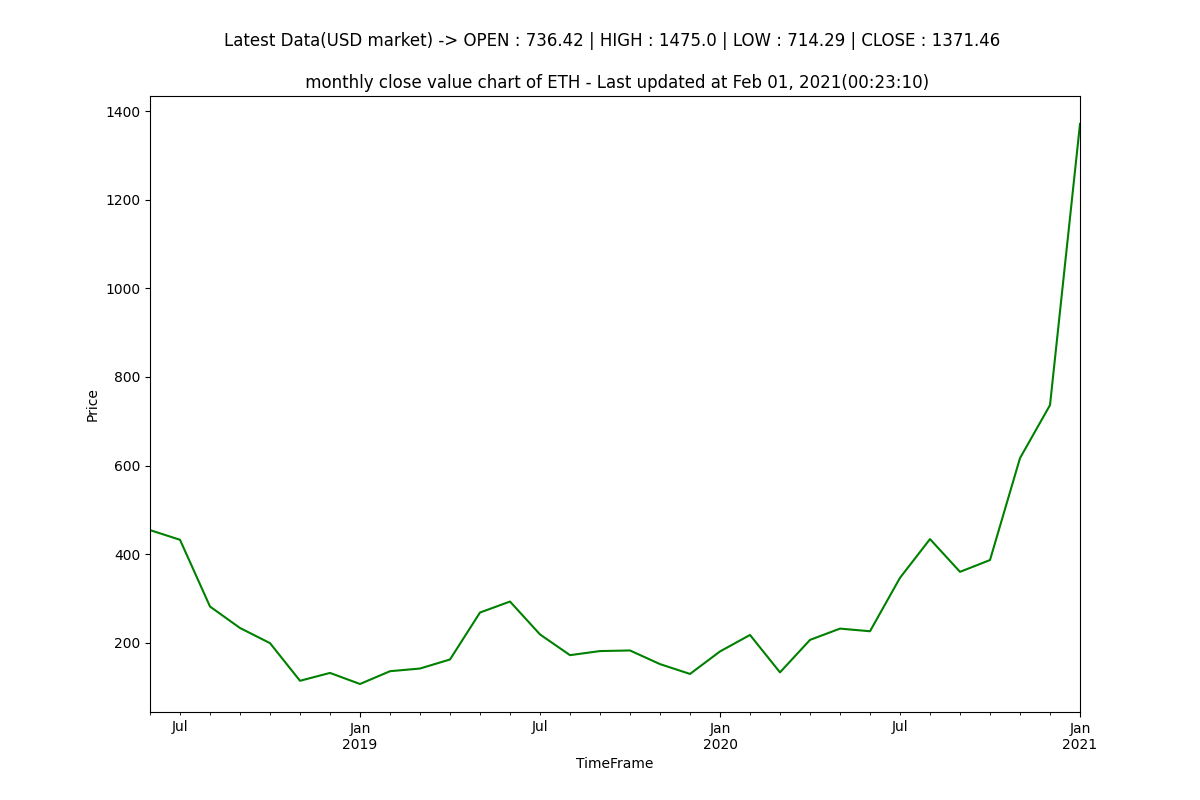 Latest Data(USD market) -> OPEN : 736.42 | HIGH : 1475.0 | LOW : 714.29 | CLOSE : 1371.46
monthly close value chart of ETH - Last updated at Feb 01, 2021(00:23:10)
1400
1200
1000
800
600
400
200
Price
Jul
Jan
2019
Jul
Jan
2020
Jul
Jan
2021
TimeFrame